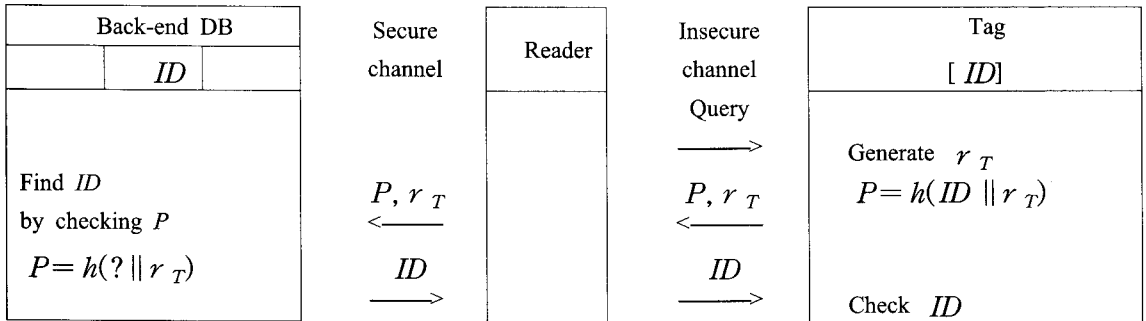 Back-end DB
ID
Find ID
by checking P
P = h(? || r T)
Secure
channel
P, r T
ID
Reader
Insecure
channel
Query
P, r T
ID
Tag
[ ID]
Generate r T
P = h(ID || r T)
Check ID